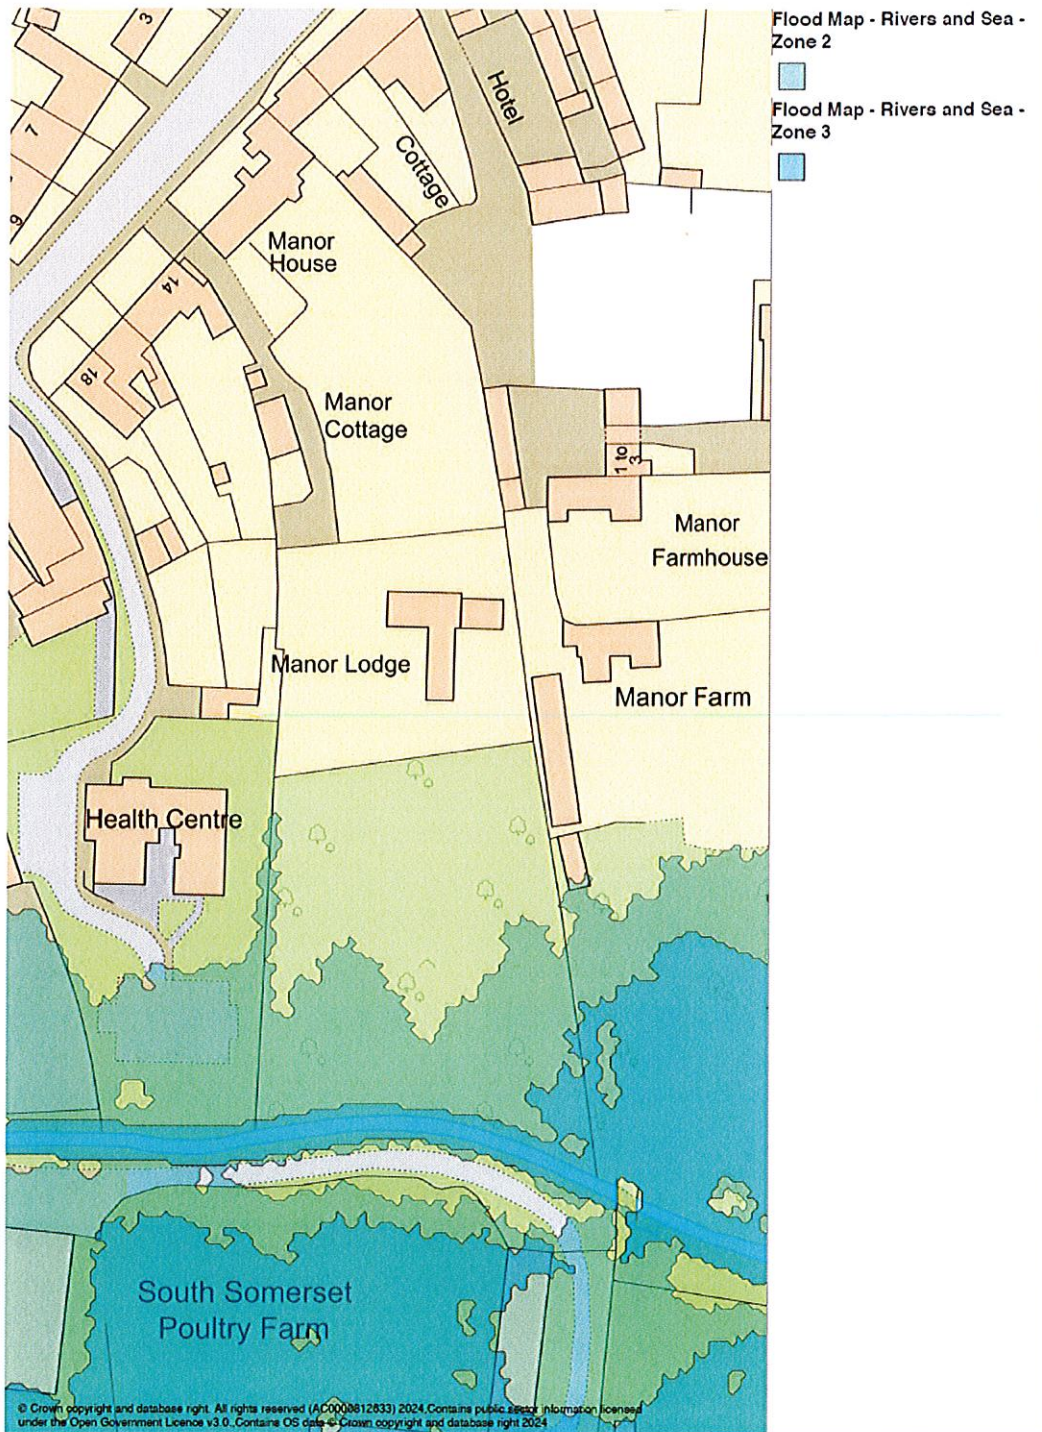 Flood Map - Rivers and Sea -
Zone 2
Flood Map - Rivers and Sea -
Zone 3
3
7
9
Hotel
Cottage
Manor
House
14
18
Manor
Cottage
1 to
3
Manor
Farmhouse
Manor Lodge
Manor Farm
Health Centre
South Somerset
Poultry Farm
© Crown copyright and database right. All rights reserved (AC0000812833) 2024.Contains public sector information licensed
under the Open Government Licence v3.0.,Contains OS data © Crown copyright and database right 2024